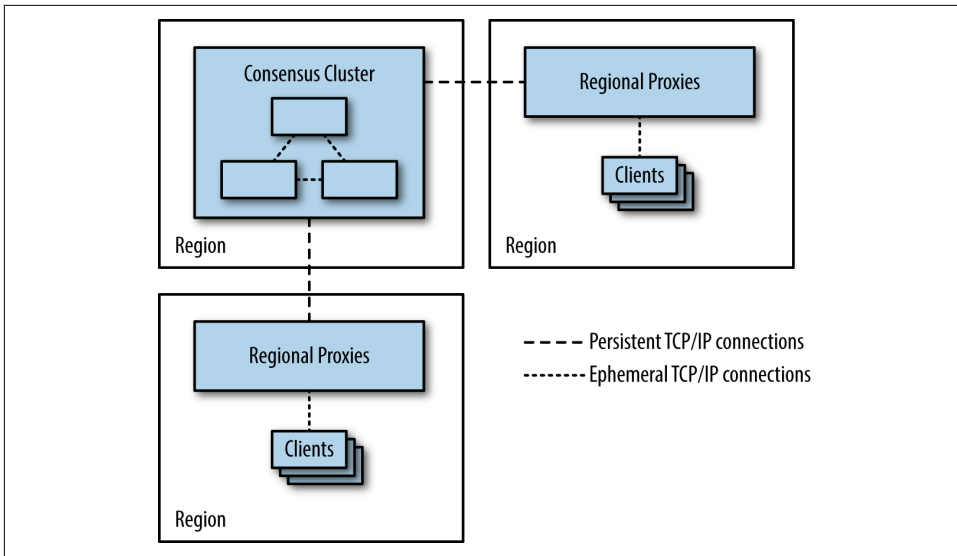 Consensus Cluster
Region
Regional Proxies
Clients
Region
Regional Proxies
Clients
Region
Persistent TCP/IP connections
Ephemeral TCP/IP connections